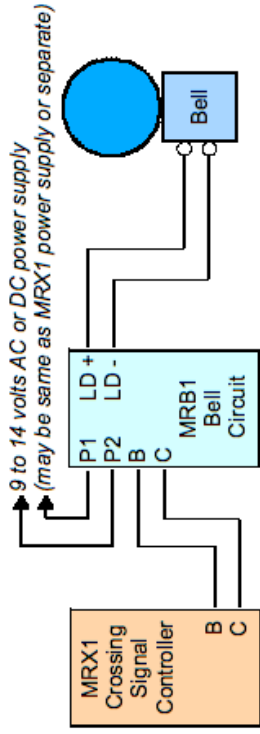 9 to 14 volts AC or DC power supply
(may be same as MRX1 power supply or separate)
MRX1
Crossing
Signal
Controller
B
C
P1 LD +
P2 LD -
B
C
MRB1
Bell
Circuit
Bell